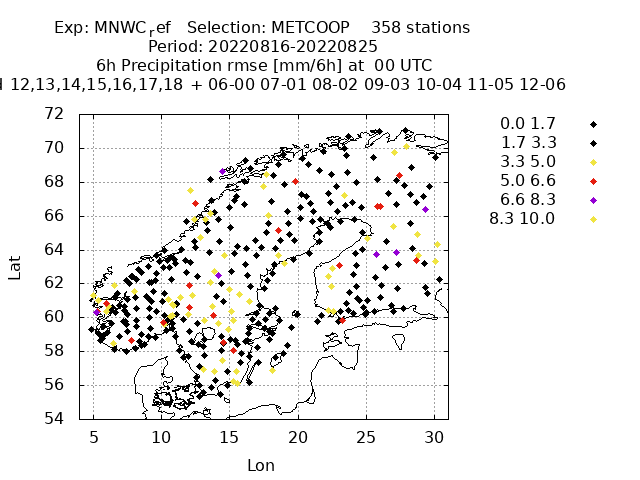 Exp: MNWC_ref   Selection: METCOOP    358 stations
Period: 20220816-20220825
6h Precipitation rmse [mm/6h] at  00 UTC
12,13,14,15,16,17,18 + 06-00 07-01 08-02 09-03 10-04 11-05 12-06
0.0 1.7
1.7 3.3
3.3 5.0
5.0 6.6
6.6 8.3
8.3 10.0
72
70
68
66
64
62
60
58
56
54
Lat
5 10 15 20 25 30
Lon